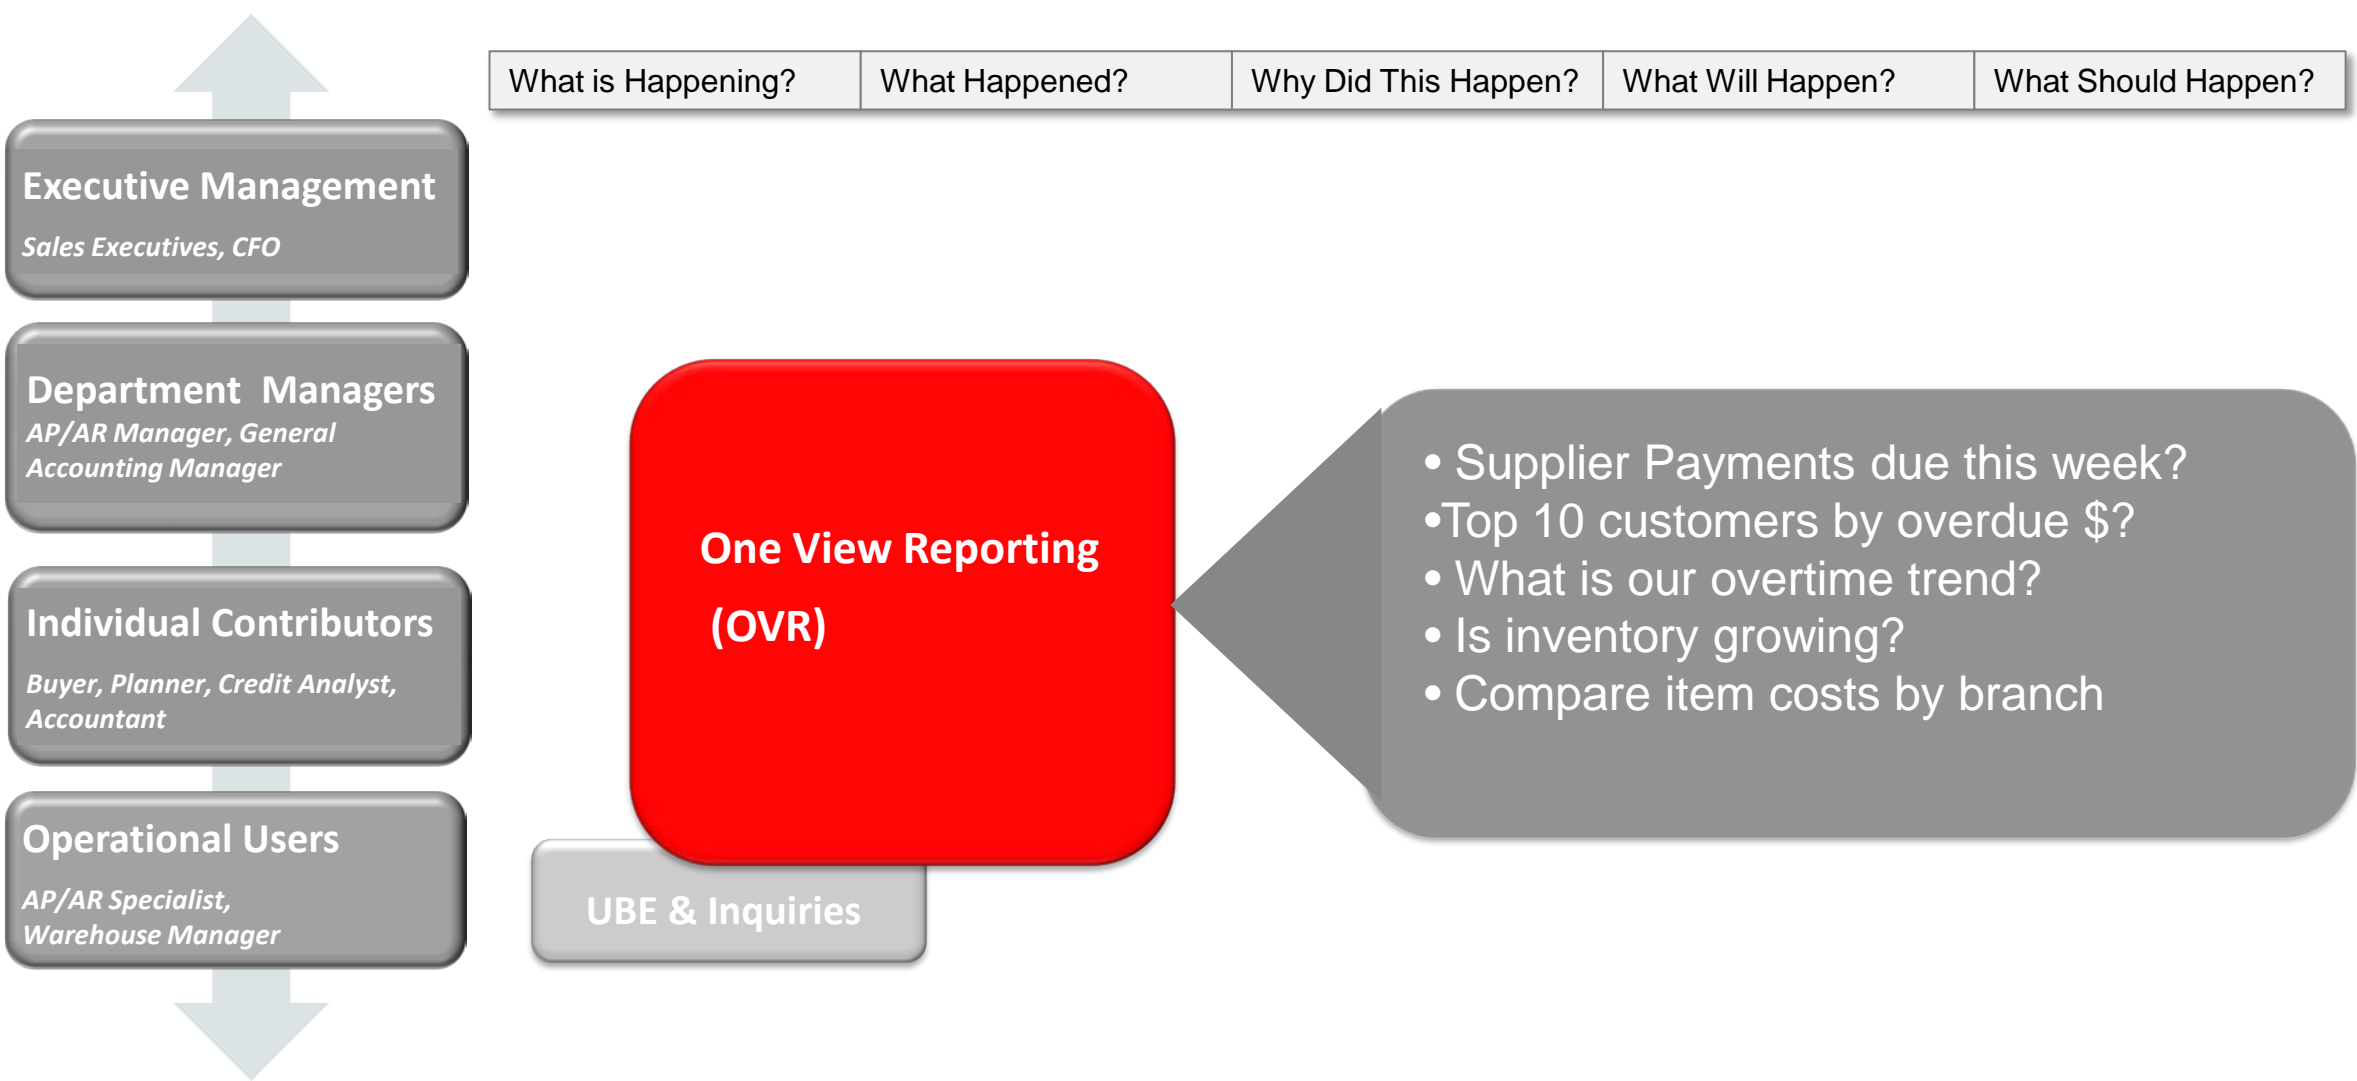 What is Happening?
What Happened?
Why Did This Happen?
What Will Happen?
What Should Happen?
Executive Management
Sales Executives, CFO
Department  Managers
AP/AR Manager, General
Accounting Manager
Individual Contributors
Buyer, Planner, Credit Analyst,
Accountant
Operational Users
AP/AR Specialist,
Warehouse Manager
One View Reporting
(OVR)
UBE & Inquiries
• Supplier Payments due this week?
•Top 10 customers by overdue $?
• What is our overtime trend?
• Is inventory growing?
• Compare item costs by branch